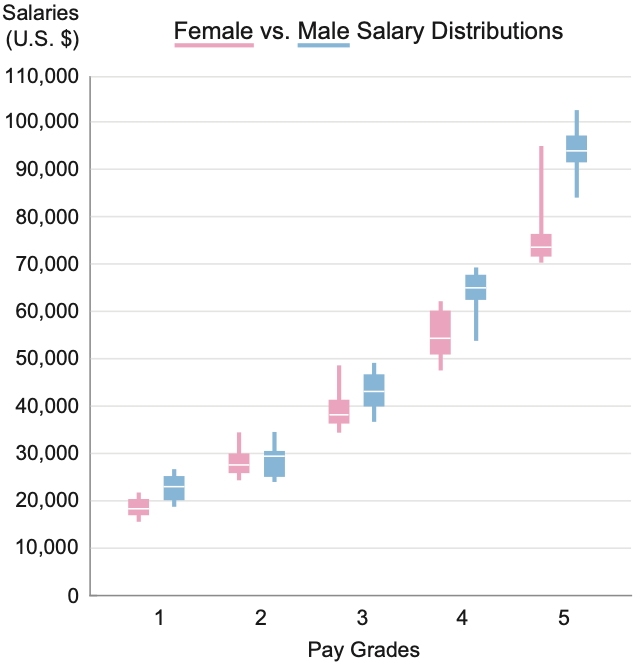 Salaries
(U.S. $)
Female vs. Male Salary Distributions
110,000
100,000
90,000
80,000
70,000
60,000
50,000
40,000
30,000
20,000
10,000
0
1 2 3 4 5
Pay Grades